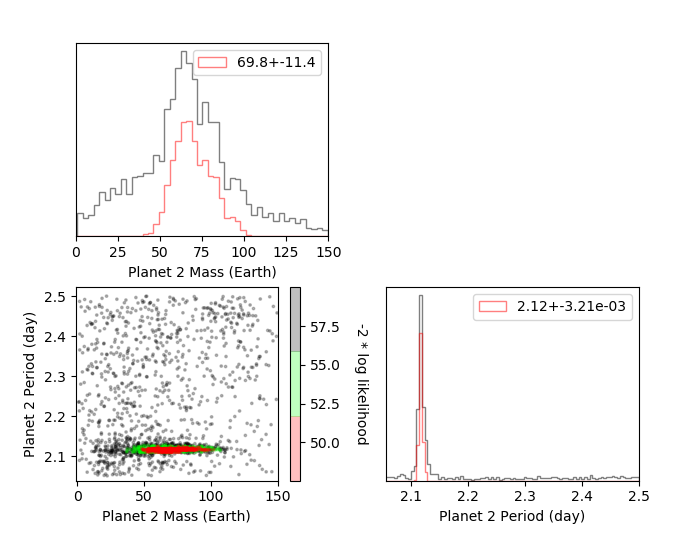 69.8+-11.4
0 25 50 75 100 125 150
Planet 2 Mass (Earth)
2.5
2.4
2.3
2.2
2.1
Planet 2 Period (day)
0 50 100 150
Planet 2 Mass (Earth)
57.5
55.0
52.5
50.0
-2 * log likelihood
2.12+-3.21e-03
2.1 2.2 2.3 2.4 2.5
Planet 2 Period (day)